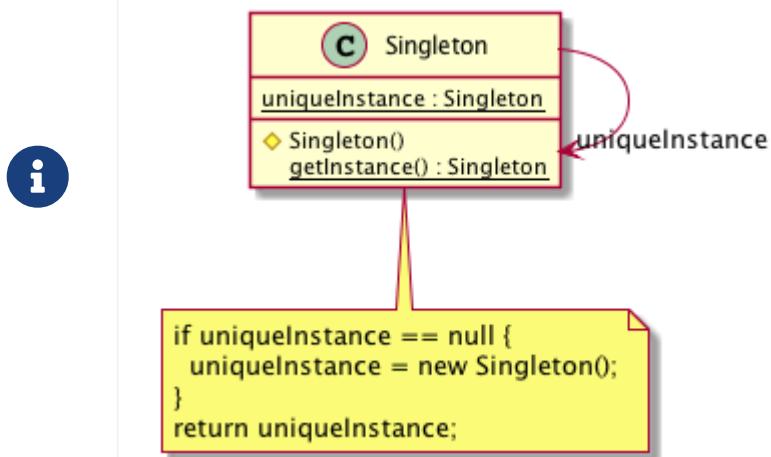 i
C Singleton
uniqueInstance : Singleton
Singleton()
getInstance() : Singleton
uniqueInstance
if uniqueInstance == null {
  uniqueInstance = new Singleton();
}
return uniqueInstance;